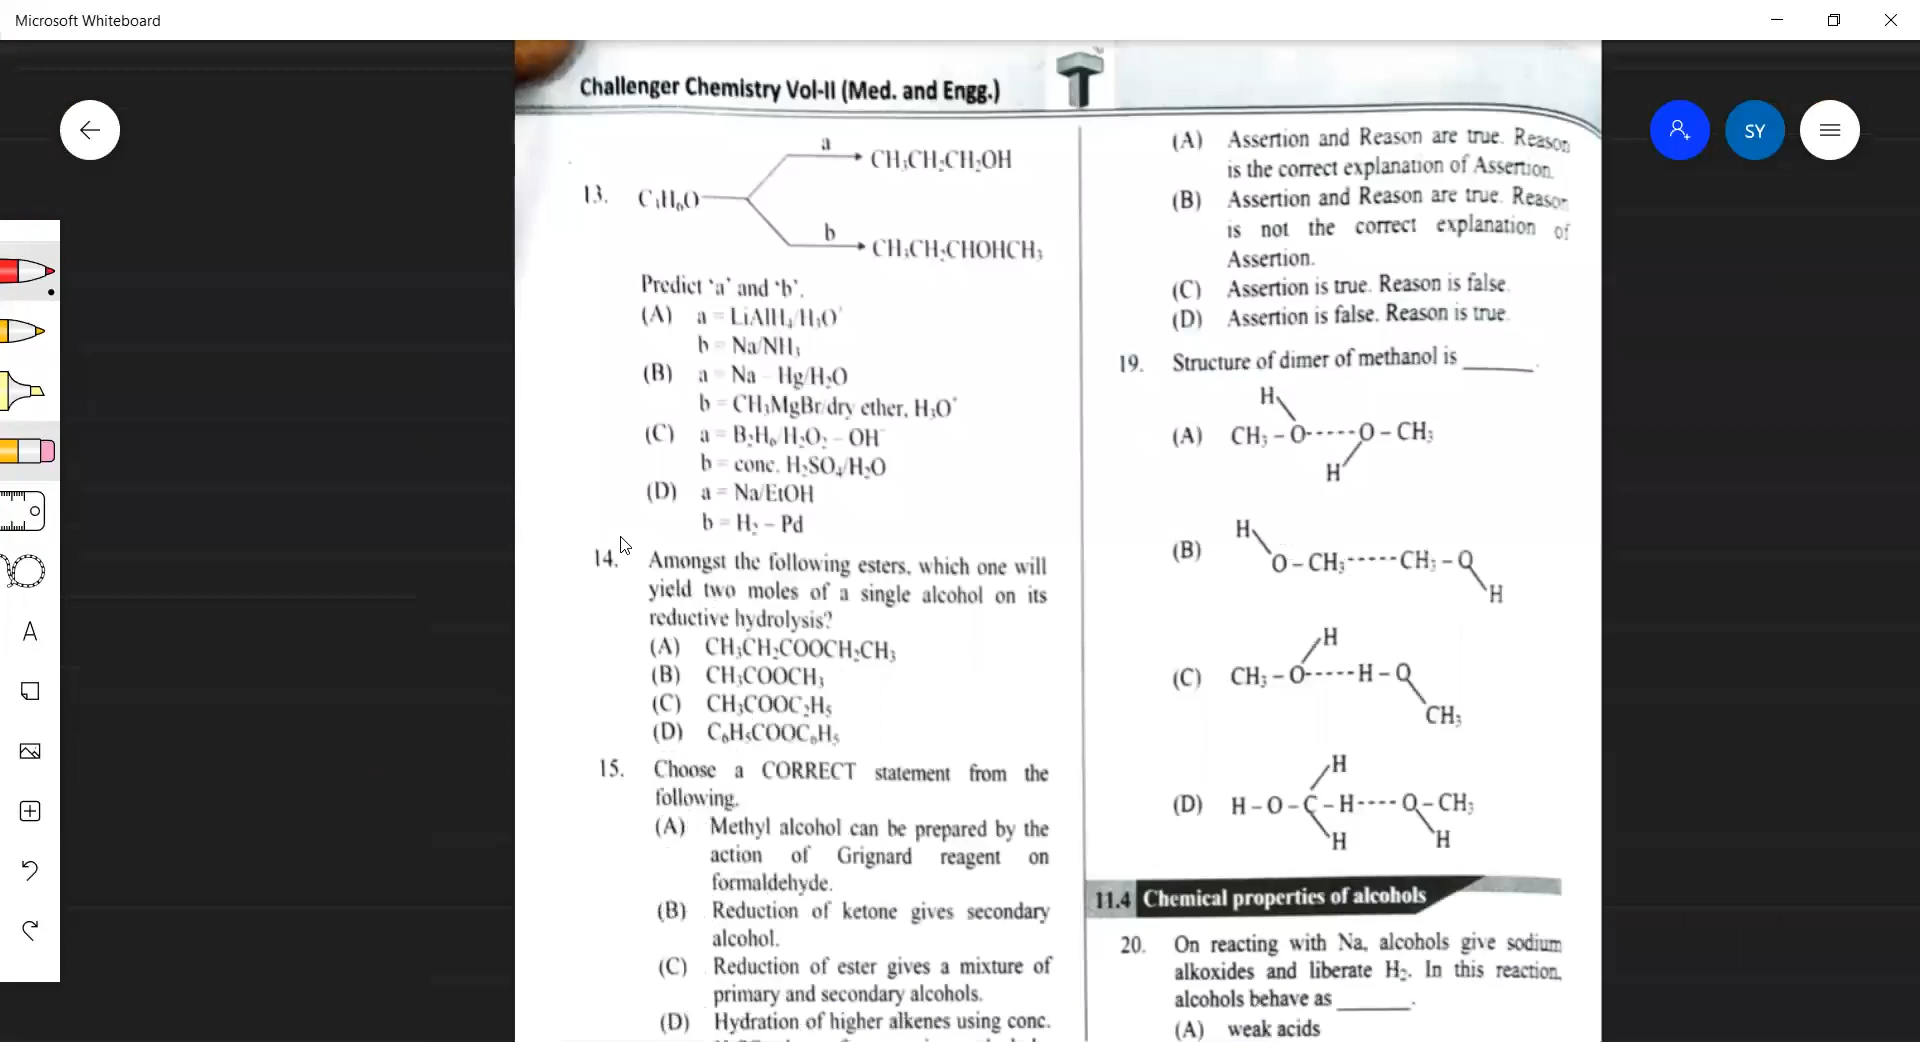 Microsoft Whiteboard
SY
A
Challenger Chemistry Vol-II (Med. and Engg.)
T
13. C₃H₆O
a
CH₃CH₂CH₂OH
b
CH₃CH₂CHOHCH₃
Predict 'a' and 'b'.
(A) a = LiAlH₄/H₃O⁺
b = Na/NH₃
(B) a = Na – Hg/H₂O
b = CH₃MgBr/dry ether, H₃O⁺
(C) a = B₂H₆/H₂O₂ – OH⁻
b = conc. H₂SO₄/H₂O
(D) a = Na/EtOH
b = H₂ – Pd
14. Amongst the following esters, which one will
yield two moles of a single alcohol on its
reductive hydrolysis?
(A) CH₃CH₂COOCH₂CH₃
(B) CH₃COOCH₃
(C) CH₃COOC₂H₅
(D) C₆H₅COOC₆H₅
15. Choose a CORRECT statement from the
following.
(A) Methyl alcohol can be prepared by the
action of Grignard reagent on
formaldehyde.
(B) Reduction of ketone gives secondary
alcohol.
(C) Reduction of ester gives a mixture of
primary and secondary alcohols.
(D) Hydration of higher alkenes using conc.
(A) Assertion and Reason are true. Reason
is the correct explanation of Assertion.
(B) Assertion and Reason are true. Reason
is not the correct explanation of
Assertion.
(C) Assertion is true. Reason is false.
(D) Assertion is false. Reason is true.
19. Structure of dimer of methanol is ______.
H
(A) CH₃ – O-----O – CH₃
H
H
(B) O – CH₃-----CH₃ – O
H
H
(C) CH₃ – O-----H – O
CH₃
H
(D) H – O – C – H----O – CH₃
H H
11.4 Chemical properties of alcohols
20. On reacting with Na, alcohols give sodium
alkoxides and liberate H₂. In this reaction,
alcohols behave as ______.
(A) weak acids